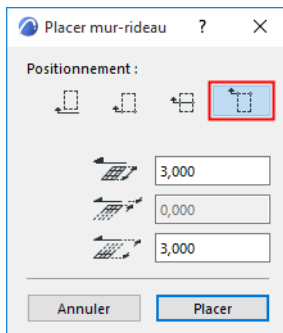 Placer mur-rideau ?
Positionnement :
3,000
0,000
3,000
Annuler Placer